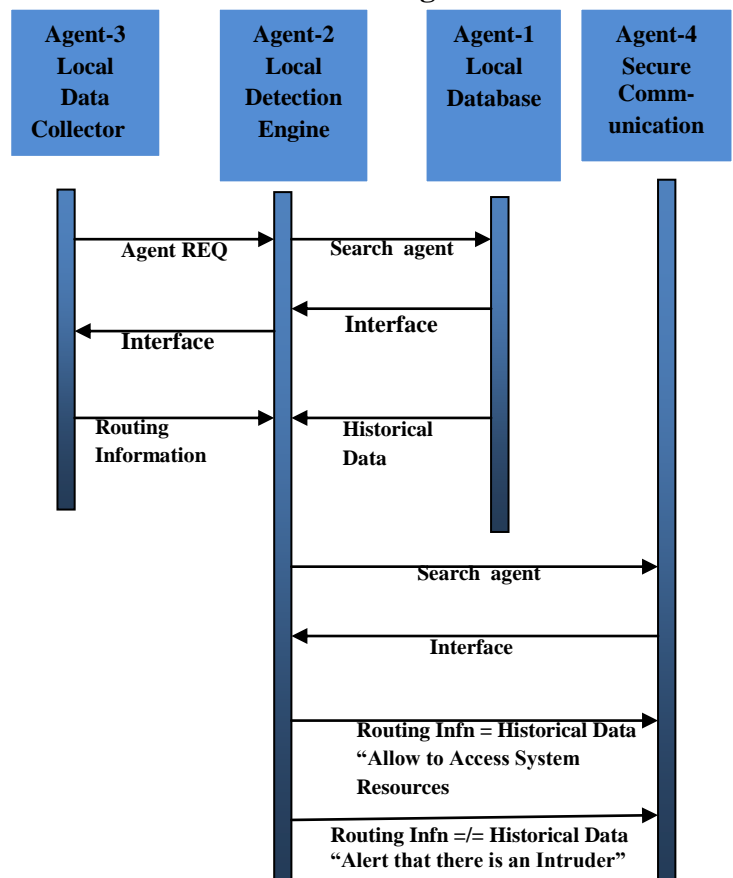 Agent-3
Local
Data
Collector
Agent-2
Local
Detection
Engine
Agent-1
Local
Database
Agent-4
Secure
Comm-
unication
Agent REQ
Search agent
Interface
Interface
Routing
Information
Historical
Data
Search agent
Interface
Routing Infn = Historical Data
“Allow to Access System
Resources
Routing Infn =/= Historical Data
“Alert that there is an Intruder”